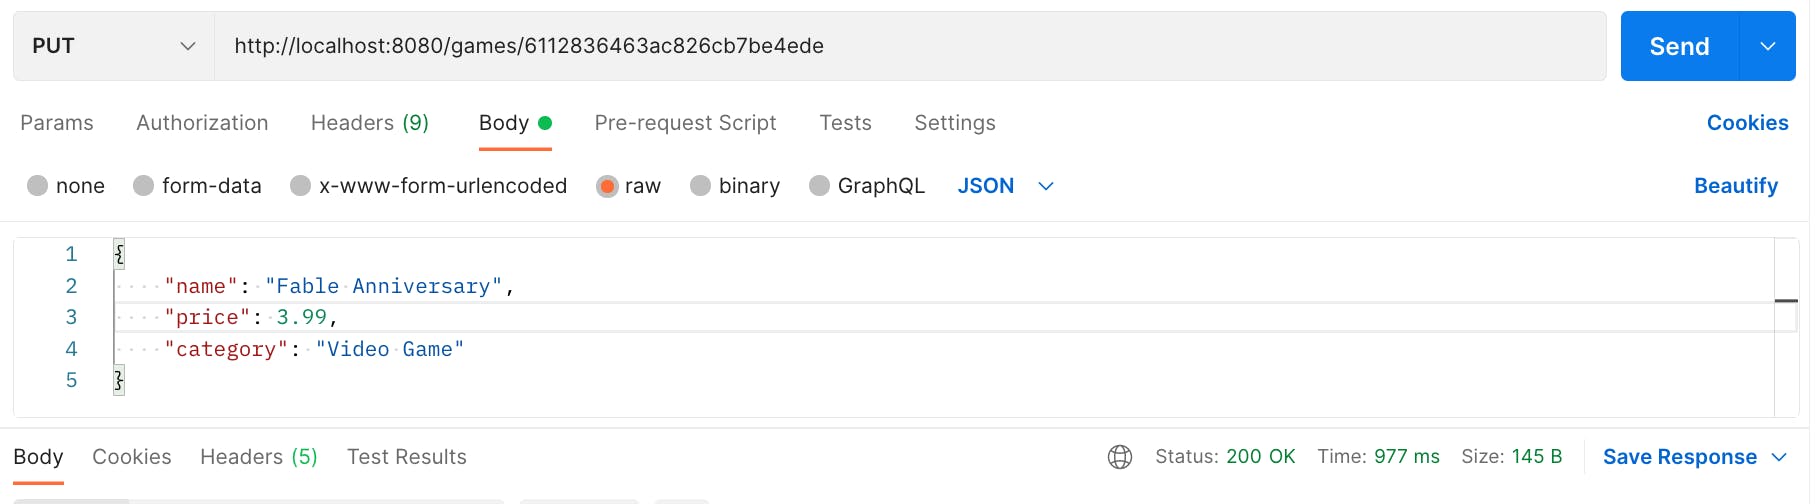 PUT http://localhost:8080/games/6112836463ac826cb7be4ede Send
Params Authorization Headers (9) Body Pre-request Script Tests Settings Cookies
none form-data x-www-form-urlencoded raw binary GraphQL JSON Beautify
1 {
2 "name": "Fable Anniversary",
3 "price": 3.99,
4 "category": "Video Game"
5 }
Body Cookies Headers (5) Test Results Status: 200 OK Time: 977 ms Size: 145 B Save Response